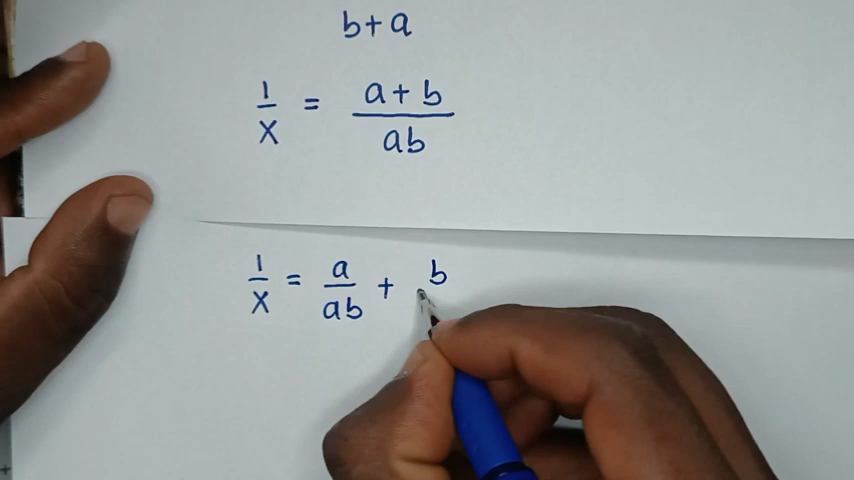 b+a
1/x = (a+b)/ab
1/x = a/ab + b